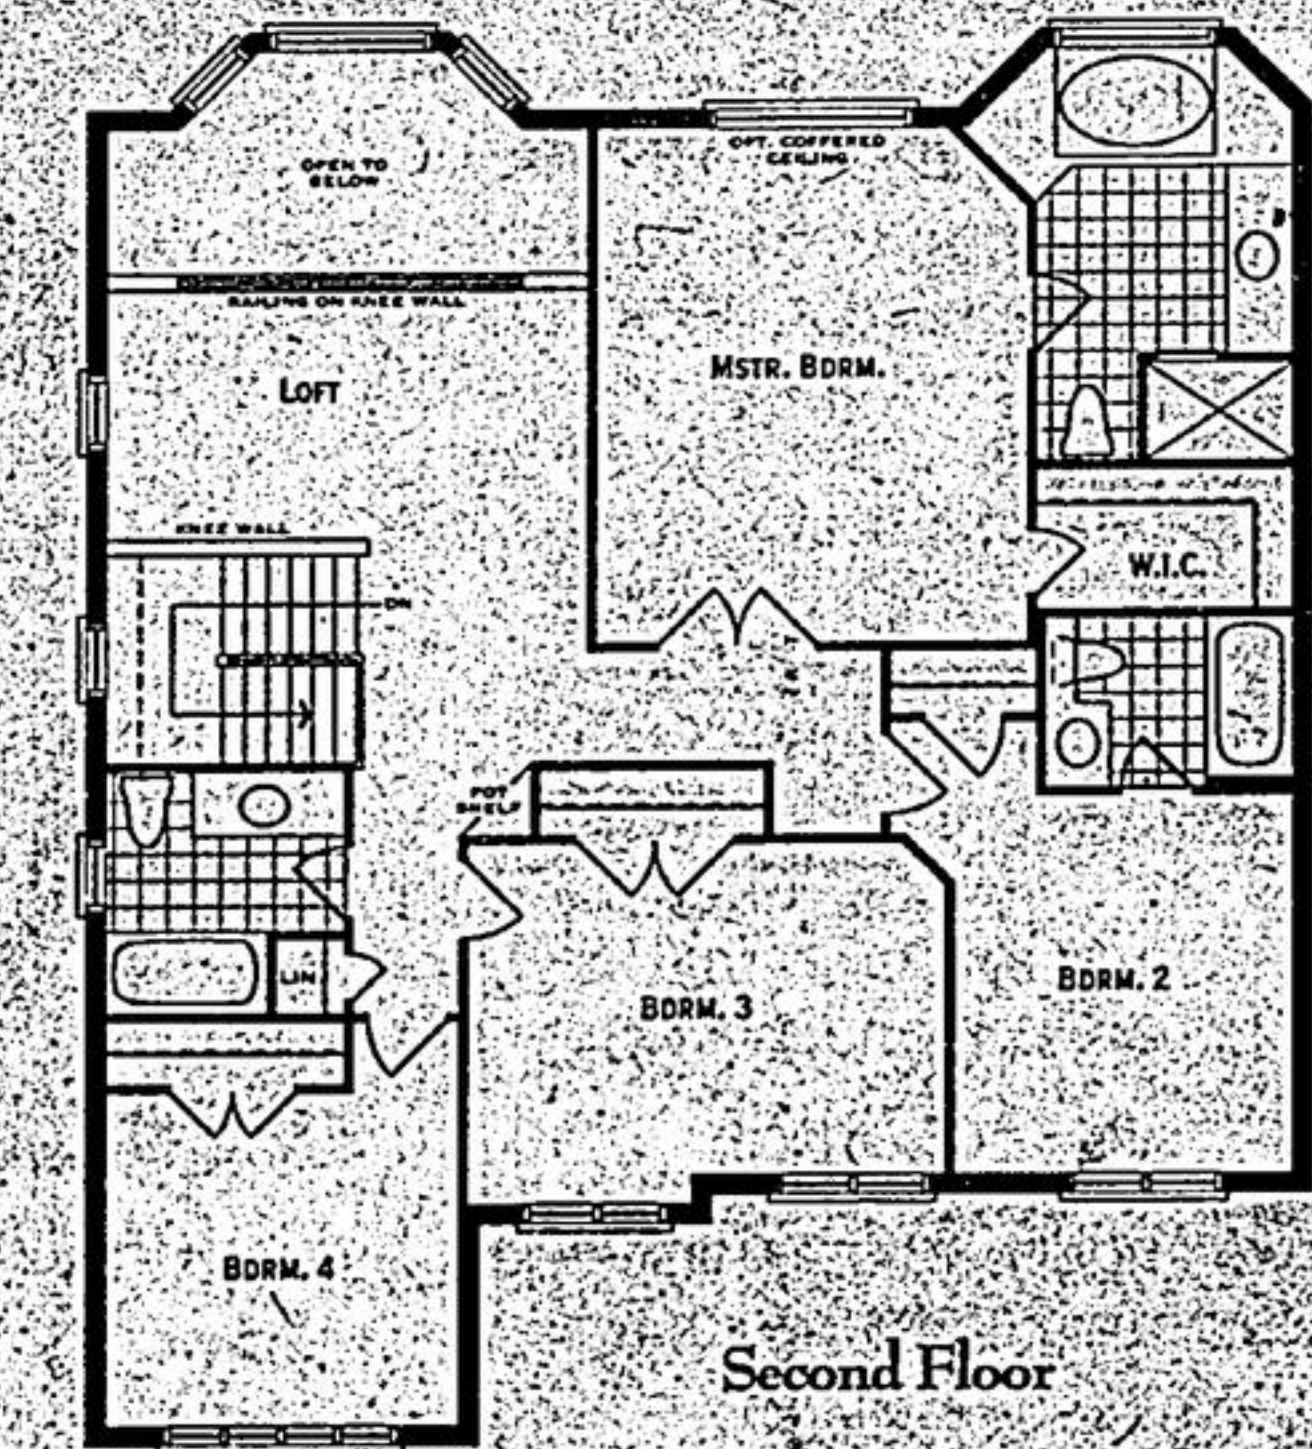 OPEN TO
BELOW
OPT. COFFERED
CEILING
RAILING ON KNEE WALL
LOFT
MSTR. BDRM.
KNEE WALL
W.I.C.
DN
POT
SHELF
LIN
BDRM. 2
BDRM. 3
BDRM. 4
Second Floor